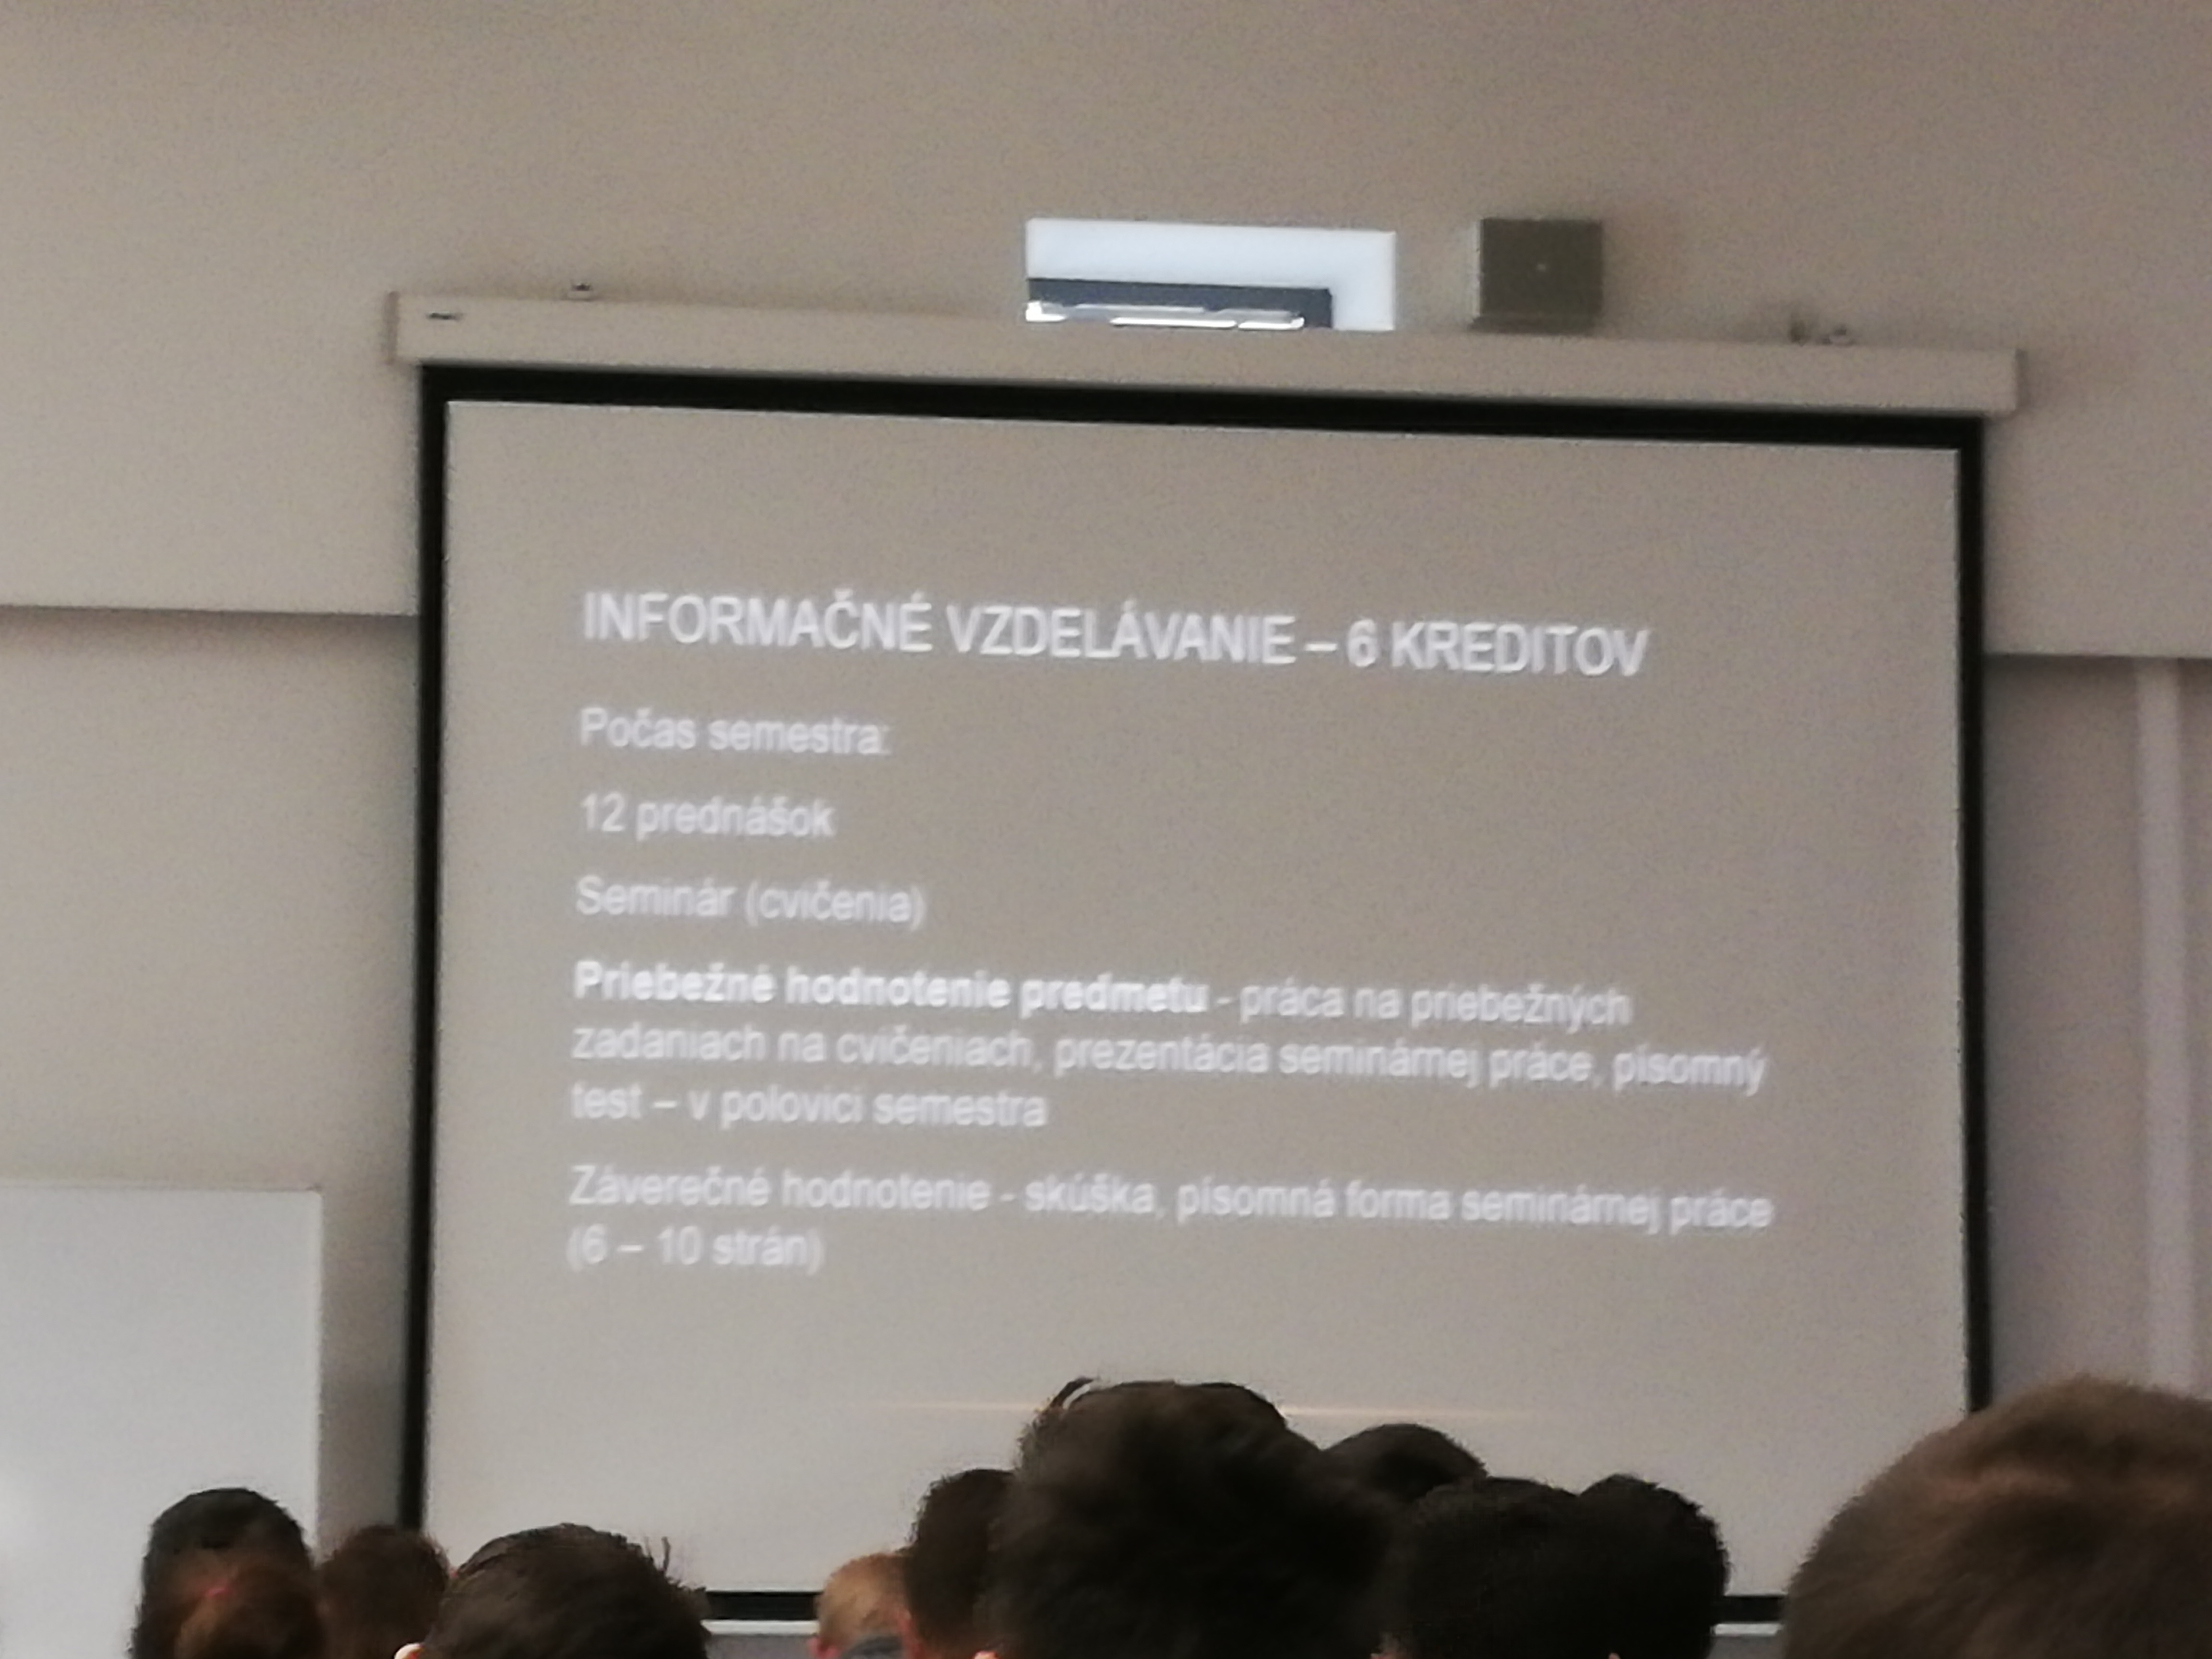 INFORMAČNÉ VZDELÁVANIE – 6 KREDITOV
Počas semestra:
12 prednášok
Seminár (cvičenia)
Priebežné hodnotenie predmetu - práca na priebežných
zadaniach na cvičeniach, prezentácia seminárnej práce, písomný
test – v polovici semestra
Záverečné hodnotenie - skúška, písomná forma seminárnej práce
(6 – 10 strán)